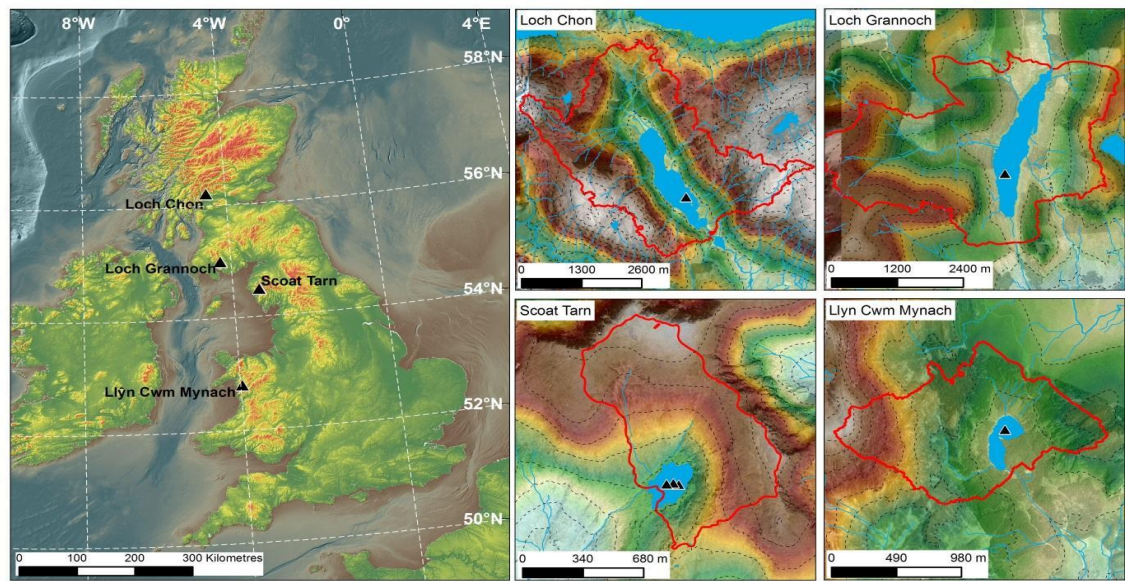 8°W
4°W
0°
4°E
58°N
56°N
54°N
52°N
50°N
Loch Chon
Loch Grannoch
Scoat Tarn
Llŷn Cwm Mynach
0 100 200 300 Kilometres
Loch Chon
0 1300 2600 m
Loch Grannoch
0 1200 2400 m
Scoat Tarn
0 340 680 m
Llyn Cwm Mynach
0 490 980 m